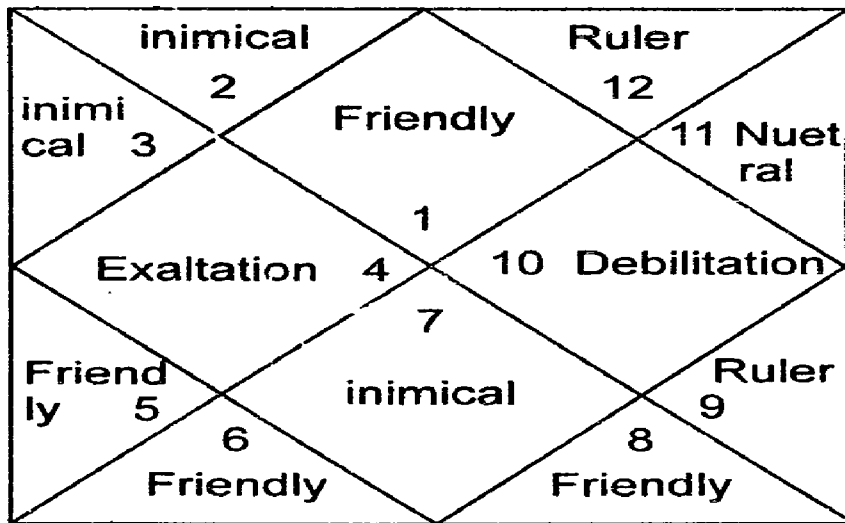 inimical
2
Ruler
12
inimi
cal 3
Friendly
1
11 Nuet
ral
Exaltation 4
10 Debilitation
7
inimical
Friend
ly 5
6
Friendly
8
Friendly
Ruler
9